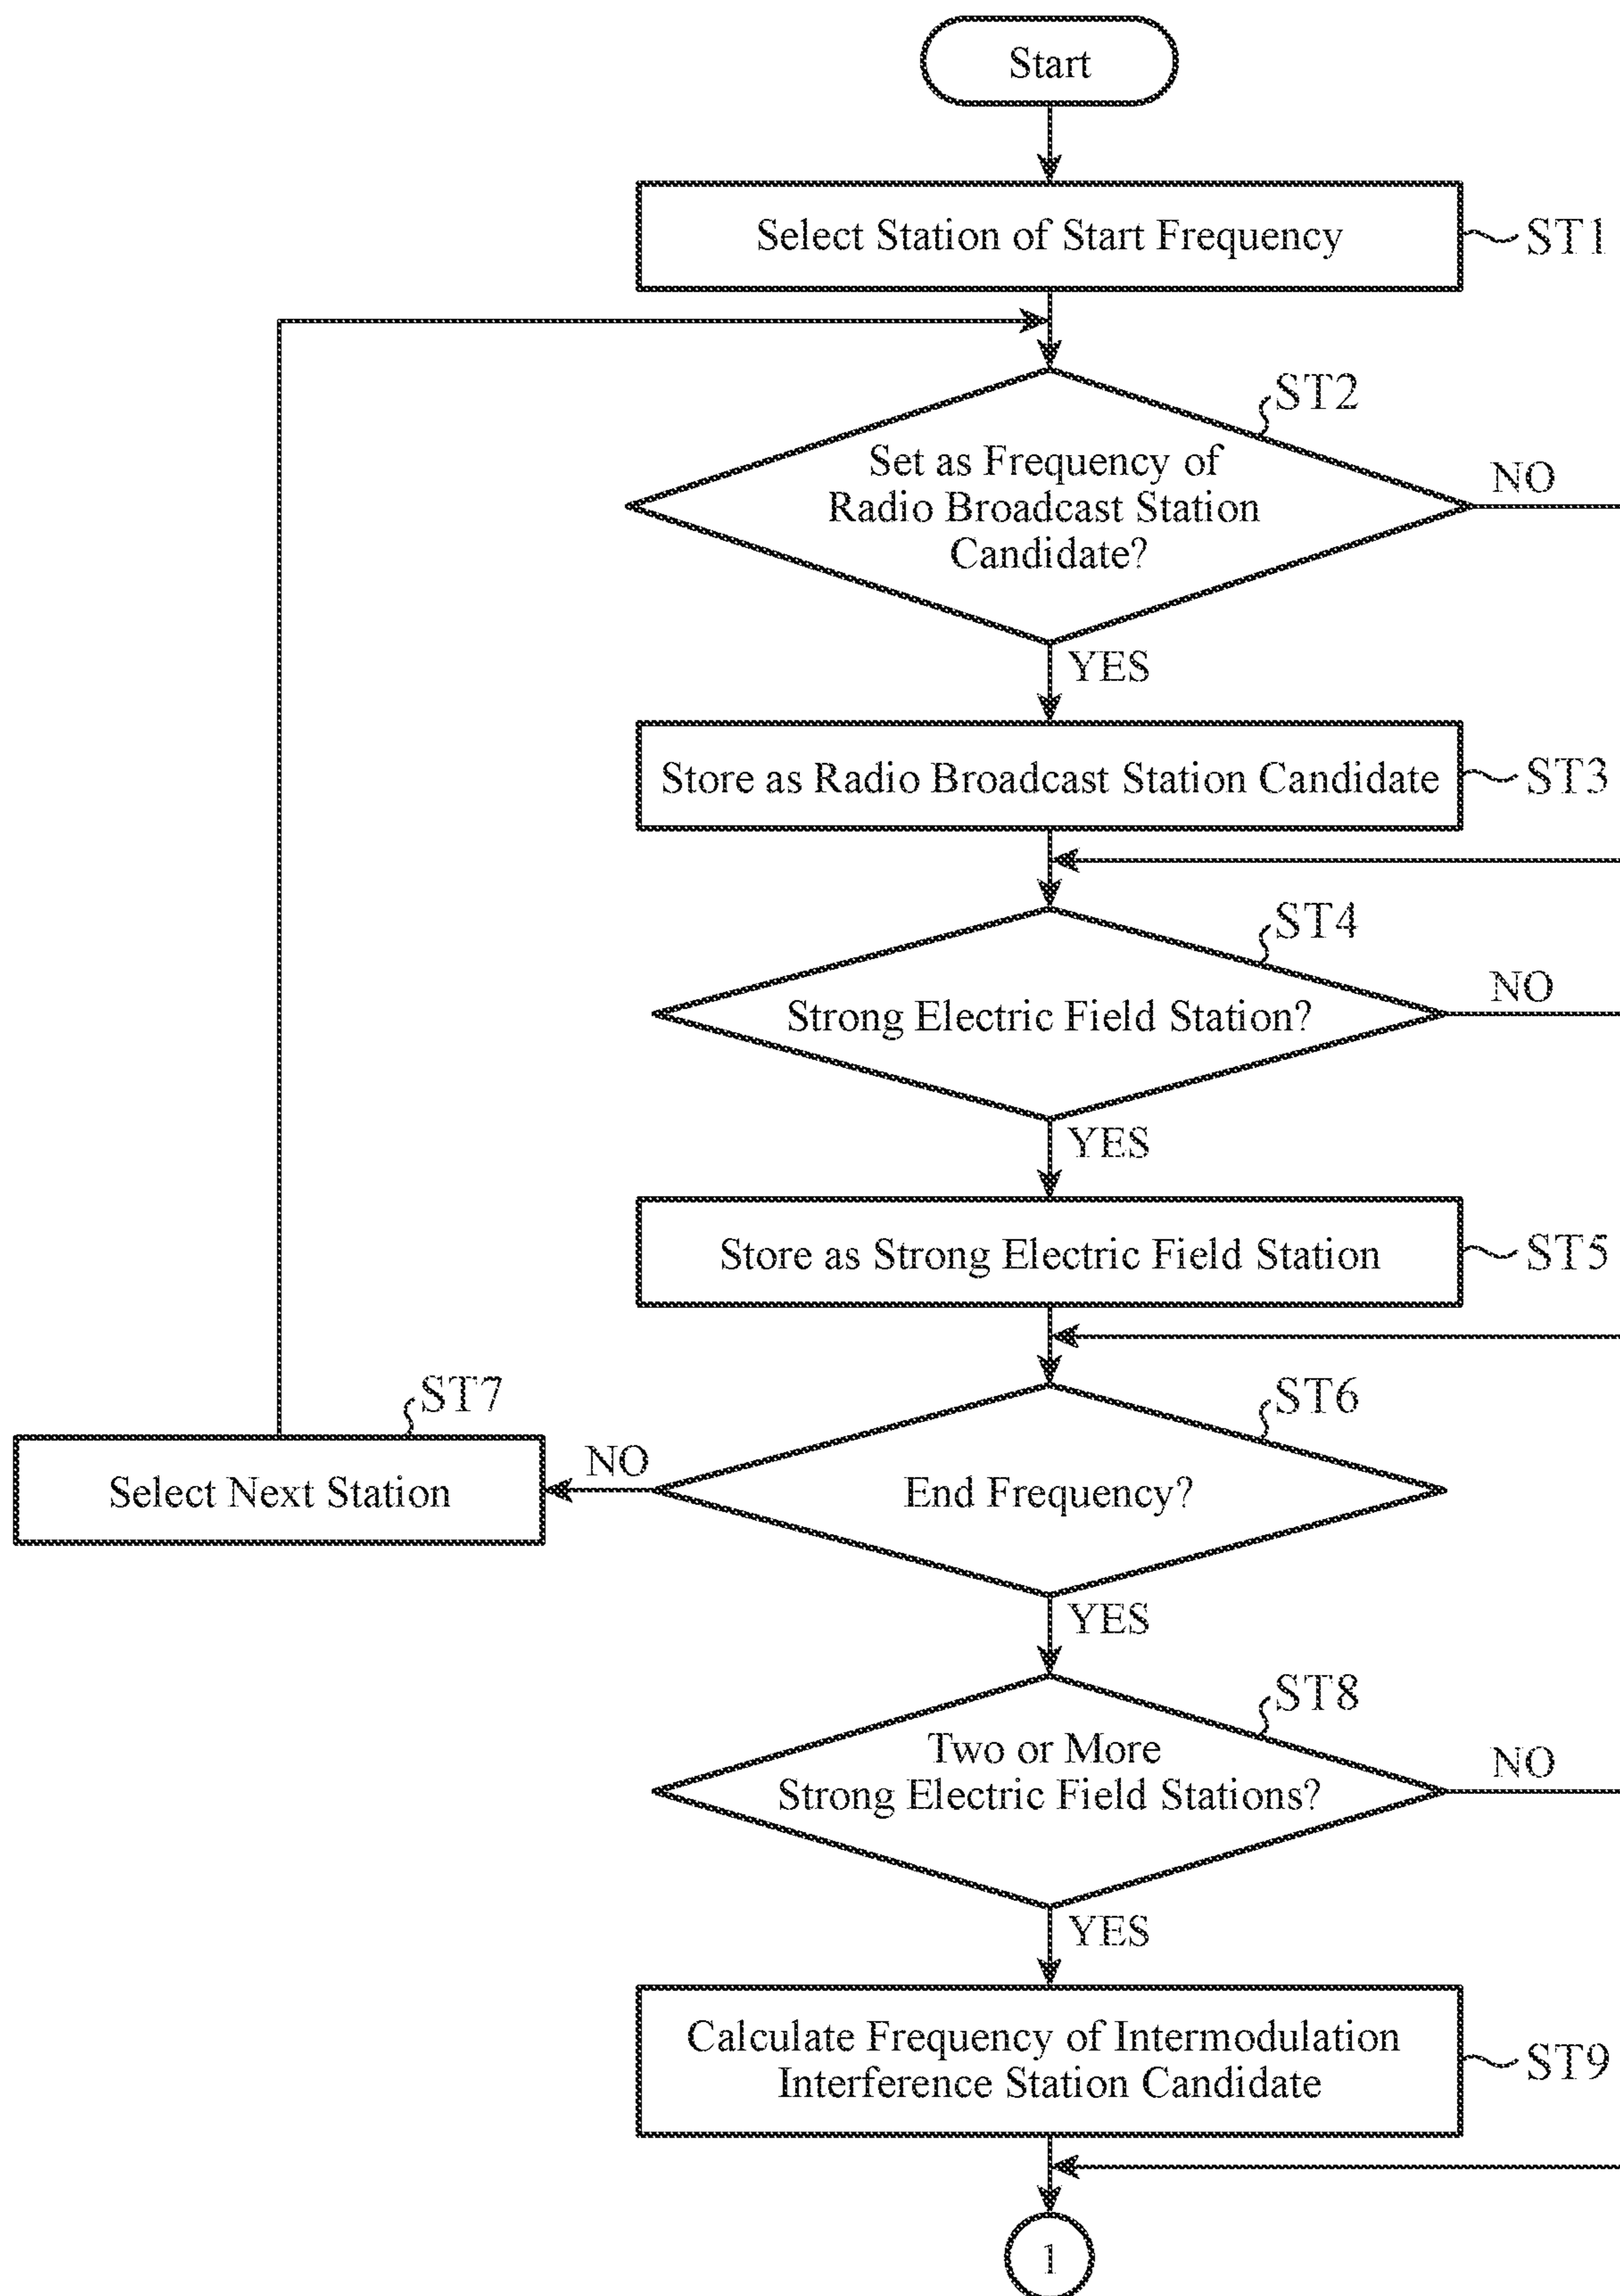 Start
Select Station of Start Frequency
ST1
ST2
Set as Frequency of
Radio Broadcast Station
Candidate?
NO
YES
Store as Radio Broadcast Station Candidate
ST3
ST4
Strong Electric Field Station?
NO
YES
Store as Strong Electric Field Station
ST5
ST7
Select Next Station
NO
ST6
End Frequency?
YES
ST8
Two or More
Strong Electric Field Stations?
NO
YES
Calculate Frequency of Intermodulation
Interference Station Candidate
ST9
1